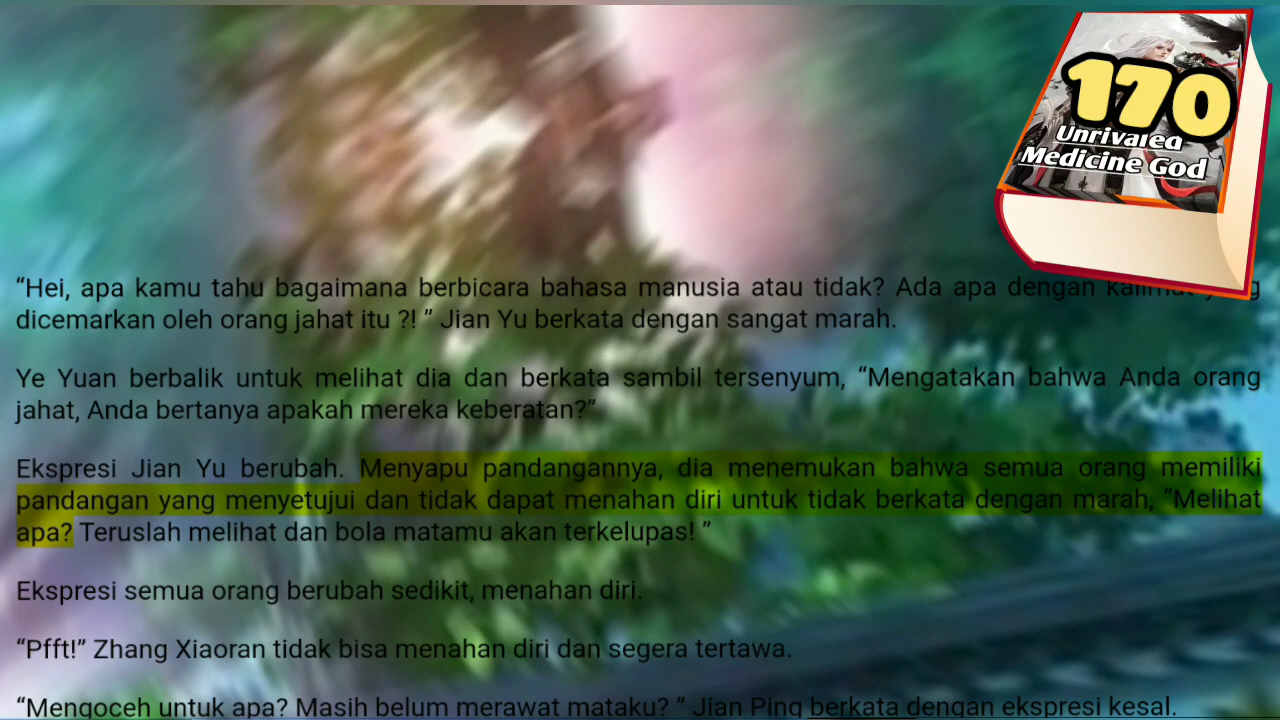 170
Unrivaled
Medicine God
“Hei, apa kamu tahu bagaimana berbicara bahasa manusia atau tidak? Ada apa dengan kalimat yang
dicemarkan oleh orang jahat itu ?! ” Jian Yu berkata dengan sangat marah.
Ye Yuan berbalik untuk melihat dia dan berkata sambil tersenyum, “Mengatakan bahwa Anda orang
jahat, Anda bertanya apakah mereka keberatan?”
Ekspresi Jian Yu berubah. Menyapu pandangannya, dia menemukan bahwa semua orang memiliki
pandangan yang menyetujui dan tidak dapat menahan diri untuk tidak berkata dengan marah, “Melihat
apa? Teruslah melihat dan bola matamu akan terkelupas! ”
Ekspresi semua orang berubah sedikit, menahan diri.
“Pfft!” Zhang Xiaoran tidak bisa menahan diri dan segera tertawa.
“Mengoceh untuk apa? Masih belum merawat mataku? ” Jian Ping berkata dengan ekspresi kesal.